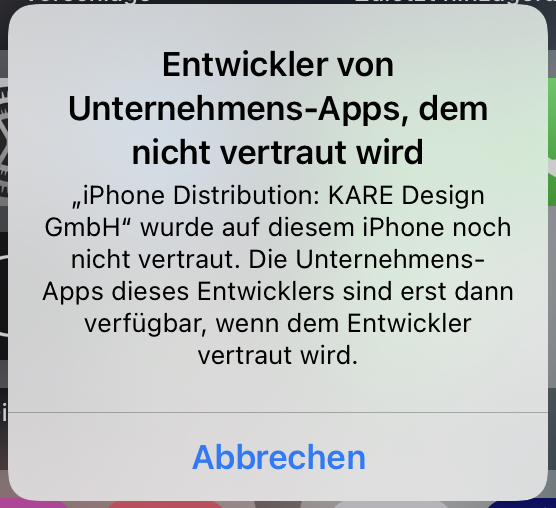 Entwickler von
Unternehmens-Apps, dem
nicht vertraut wird
„iPhone Distribution: KARE Design
GmbH“ wurde auf diesem iPhone noch
nicht vertraut. Die Unternehmens-
Apps dieses Entwicklers sind erst dann
verfügbar, wenn dem Entwickler
vertraut wird.
Abbrechen